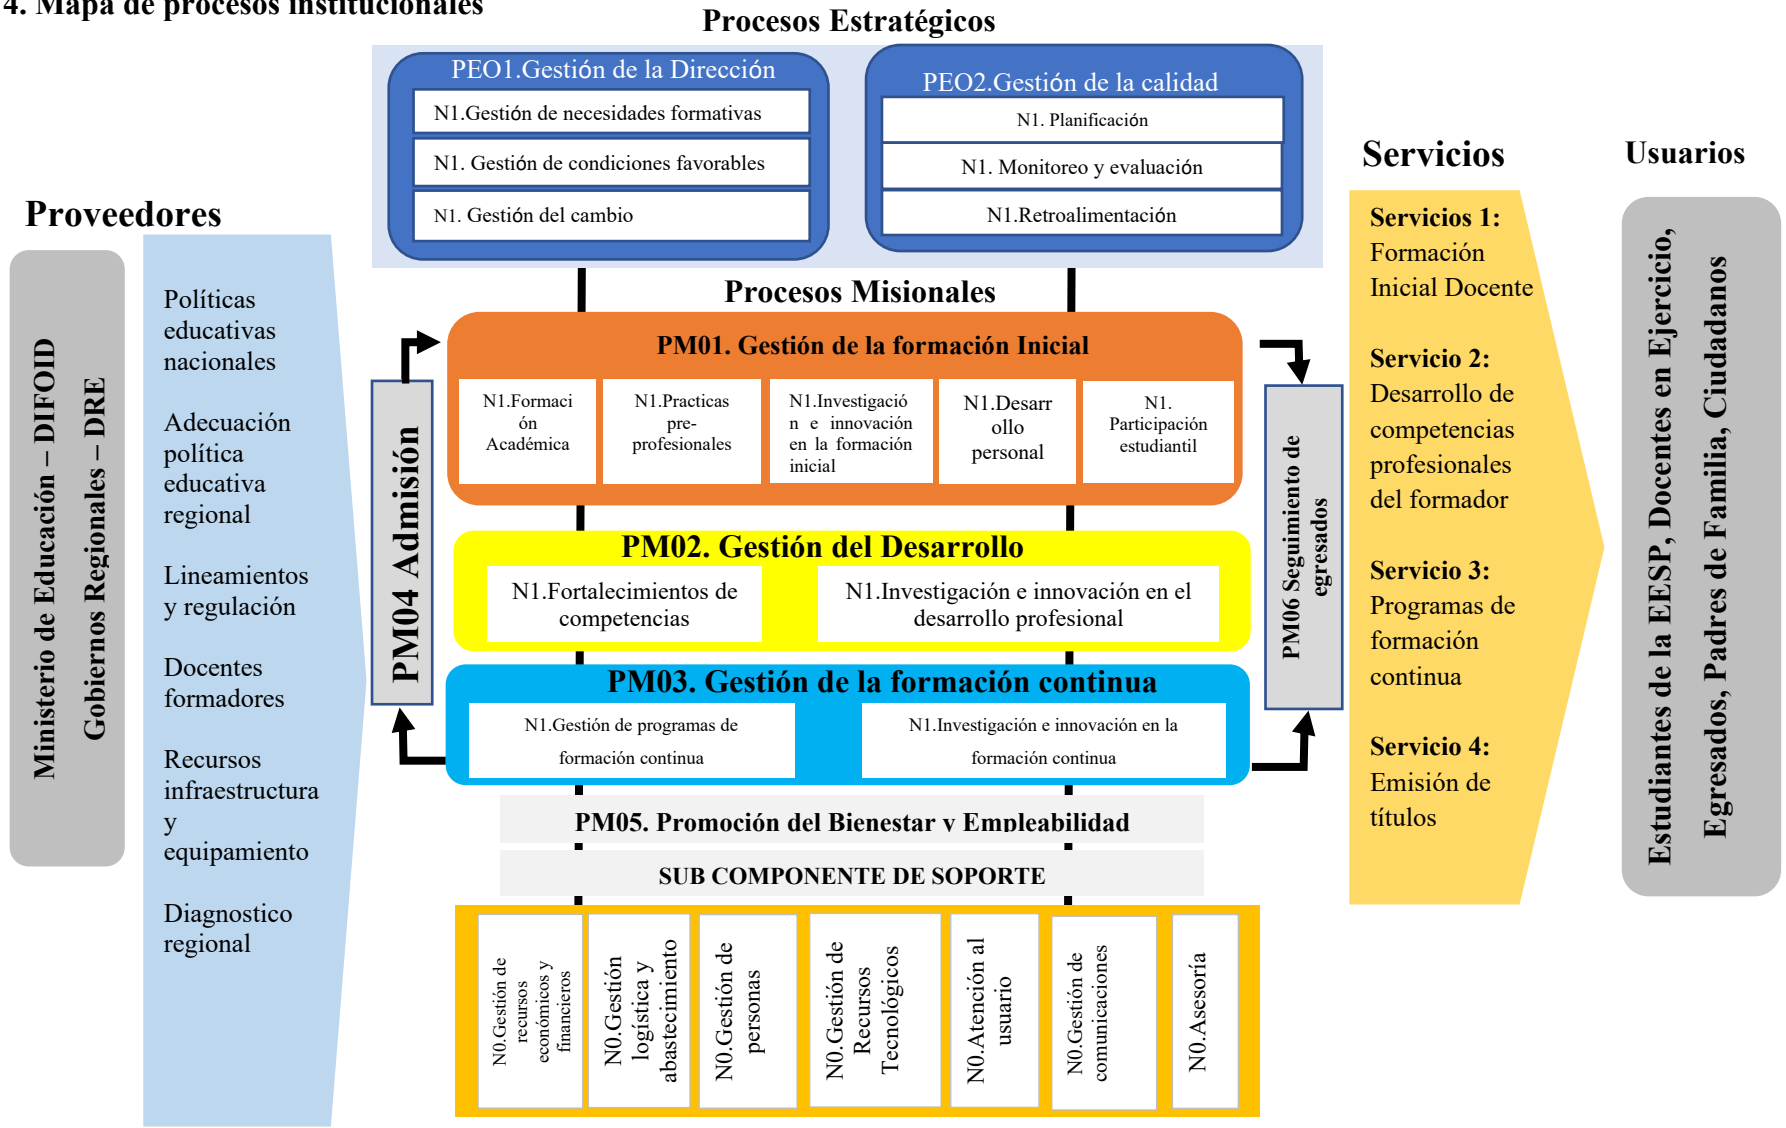 4. Mapa de procesos institucionales
Procesos Estratégicos
PEO1.Gestión de la Dirección
N1.Gestión de necesidades formativas
N1. Gestión de condiciones favorables
N1. Gestión del cambio
PEO2.Gestión de la calidad
N1. Planificación
N1. Monitoreo y evaluación
N1.Retroalimentación
Proveedores
Ministerio de Educación – DIFOID
Gobiernos Regionales – DRE
Políticas
educativas
nacionales
Adecuación
política
educativa
regional
Lineamientos
y regulación
Docentes
formadores
Recursos
infraestructura
y
equipamiento
Diagnostico
regional
Procesos Misionales
PM04 Admisión
PM01. Gestión de la formación Inicial
N1.Formaci
ón
Académica
N1.Practicas
pre-
profesionales
N1.Investigació
n e innovación
en la formación
inicial
N1.Desarr
ollo
personal
N1.
Participación
estudiantil
PM02. Gestión del Desarrollo
N1.Fortalecimientos de
competencias
N1.Investigación e innovación en el
desarrollo profesional
PM03. Gestión de la formación continua
N1.Gestión de programas de
formación continua
N1.Investigación e innovación en la
formación continua
PM06 Seguimiento de
egresados
PM05. Promoción del Bienestar y Empleabilidad
SUB COMPONENTE DE SOPORTE
N0.Gestión de
recursos
económicos y
financieros
N0.Gestión
logística y
abastecimiento
N0.Gestión de
personas
N0.Gestión de
Recursos
Tecnológicos
N0.Atención al
usuario
N0.Gestión de
comunicaciones
N0.Asesoría
Servicios
Servicios 1:
Formación
Inicial Docente
Servicio 2:
Desarrollo de
competencias
profesionales
del formador
Servicio 3:
Programas de
formación
continua
Servicio 4:
Emisión de
títulos
Usuarios
Estudiantes de la EESP, Docentes en Ejercicio,
Egresados, Padres de Familia, Ciudadanos